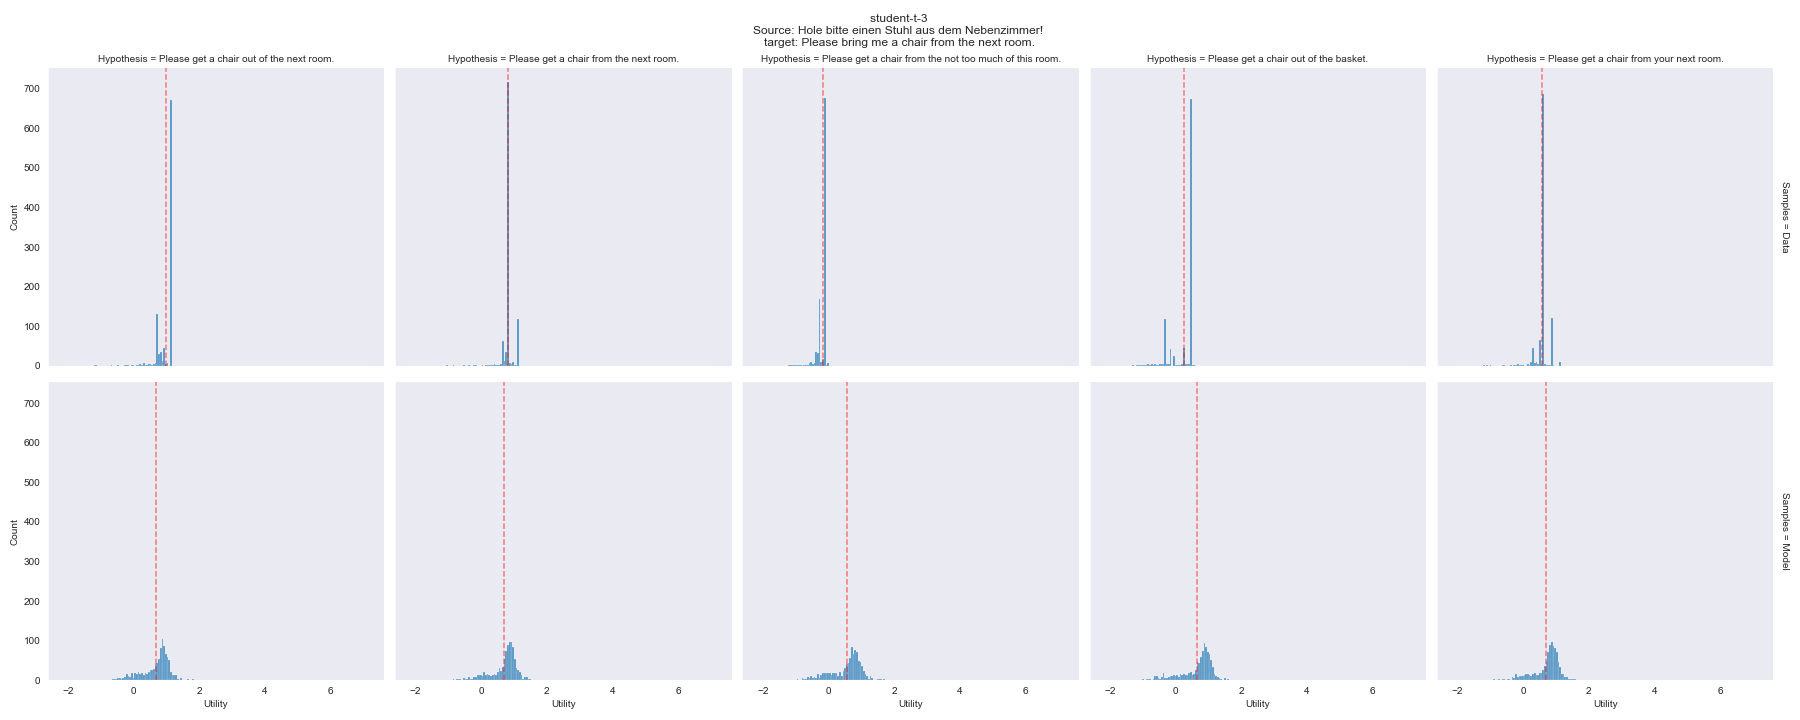 student-t-3
Source: Hole bitte einen Stuhl aus dem Nebenzimmer!
target: Please bring me a chair from the next room.
Hypothesis = Please get a chair out of the next room.
Hypothesis = Please get a chair from the next room.
Hypothesis = Please get a chair from the not too much of this room.
Hypothesis = Please get a chair out of the basket.
Hypothesis = Please get a chair from your next room.
700
600
500
400
300
200
100
0
Count
Samples = Data
700
600
500
400
300
200
100
0
Count
Samples = Model
−2 0 2 4 6
−2 0 2 4 6
−2 0 2 4 6
−2 0 2 4 6
−2 0 2 4 6
Utility
Utility
Utility
Utility
Utility